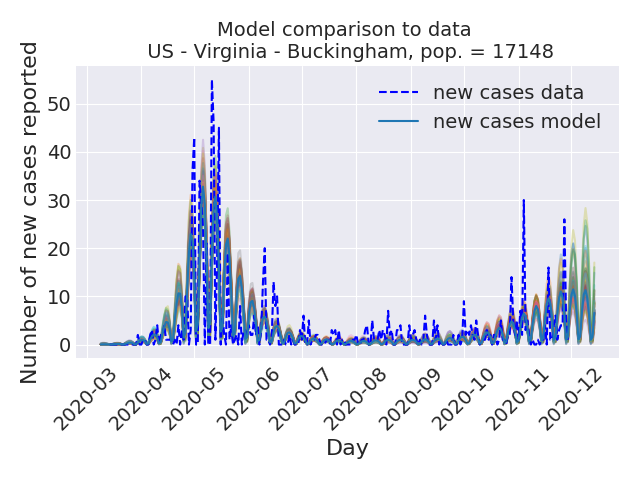 Model comparison to data
US - Virginia - Buckingham, pop. = 17148
Number of new cases reported
50
40
30
20
10
0
new cases data
new cases model
2020-03
2020-04
2020-05
2020-06
2020-07
2020-08
2020-09
2020-10
2020-11
2020-12
Day